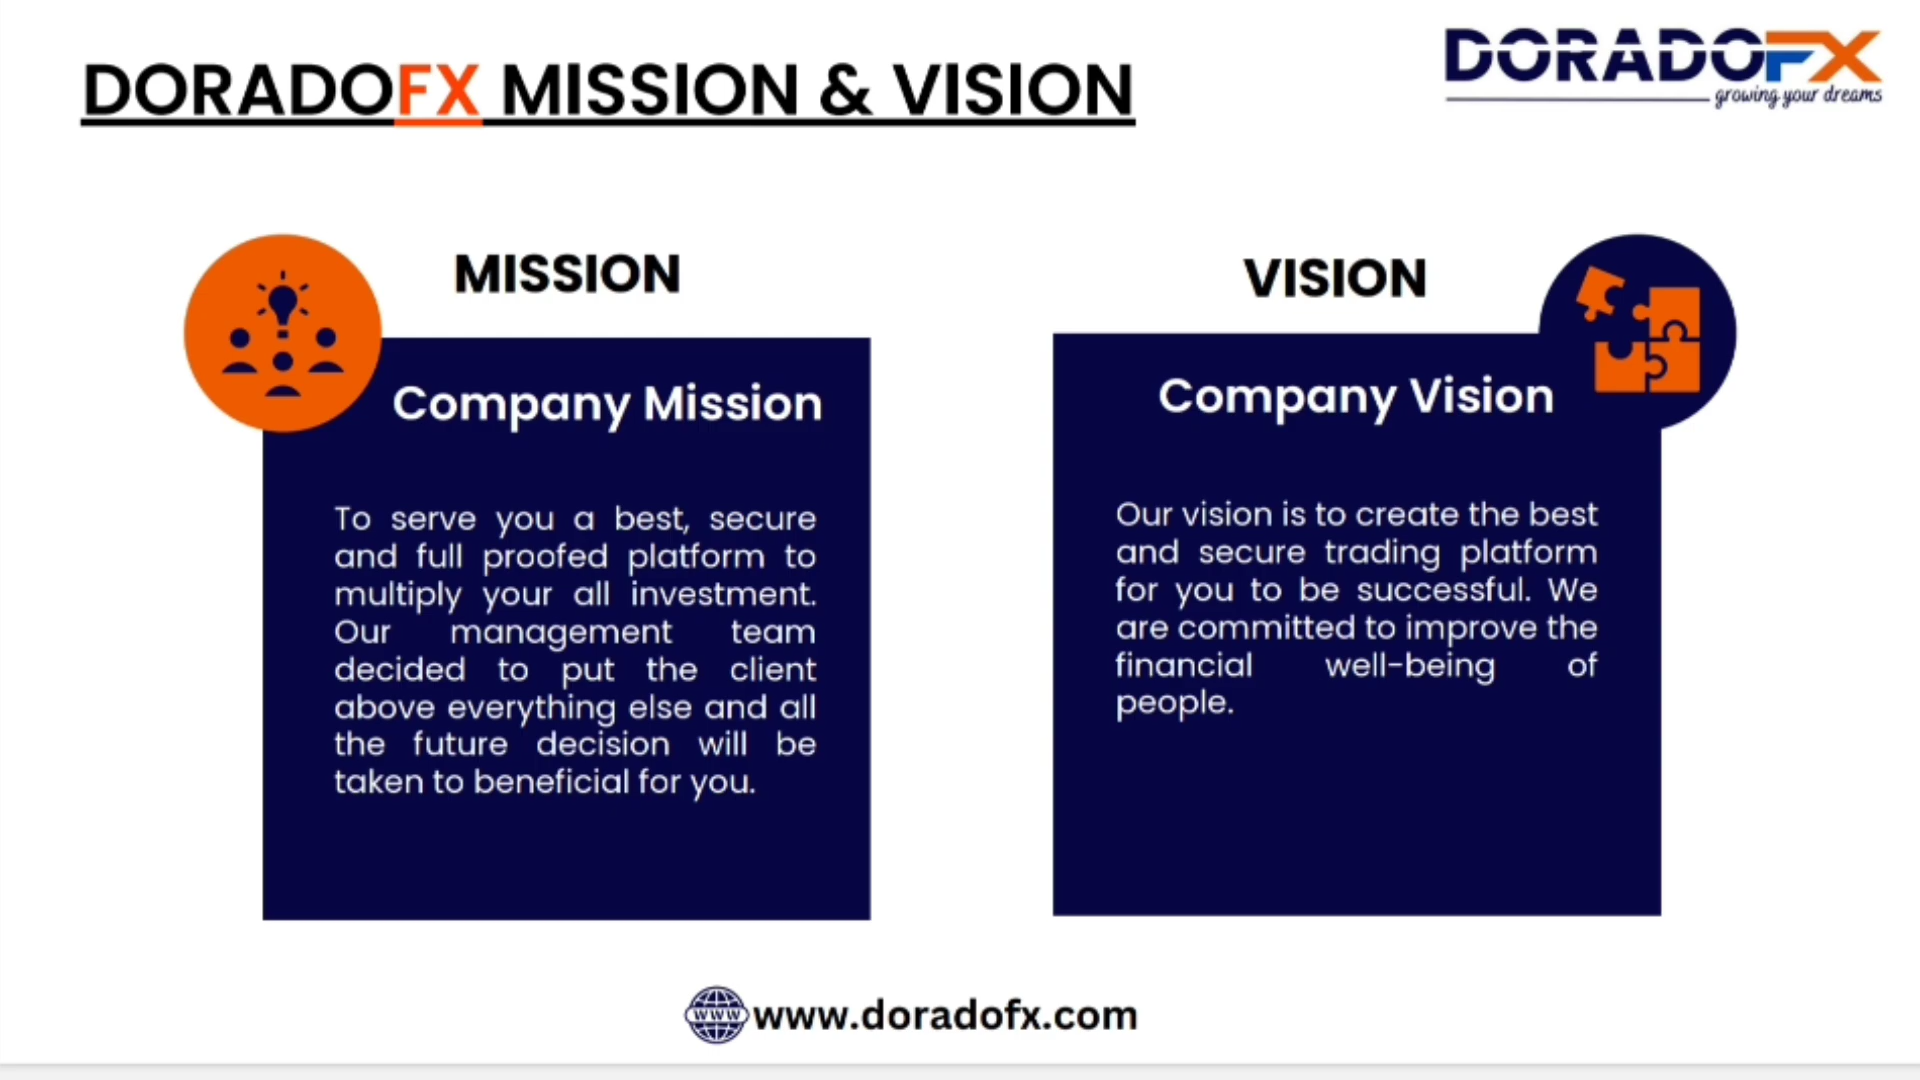 DORADOFX MISSION & VISION
DORADOFX
growing your dreams
MISSION
Company Mission
To serve you a best, secure
and full proofed platform to
multiply your all investment.
Our management team
decided to put the client
above everything else and all
the future decision will be
taken to beneficial for you.
VISION
Company Vision
Our vision is to create the best
and secure trading platform
for you to be successful. We
are committed to improve the
financial well-being of
people.
WWW
www.doradofx.com